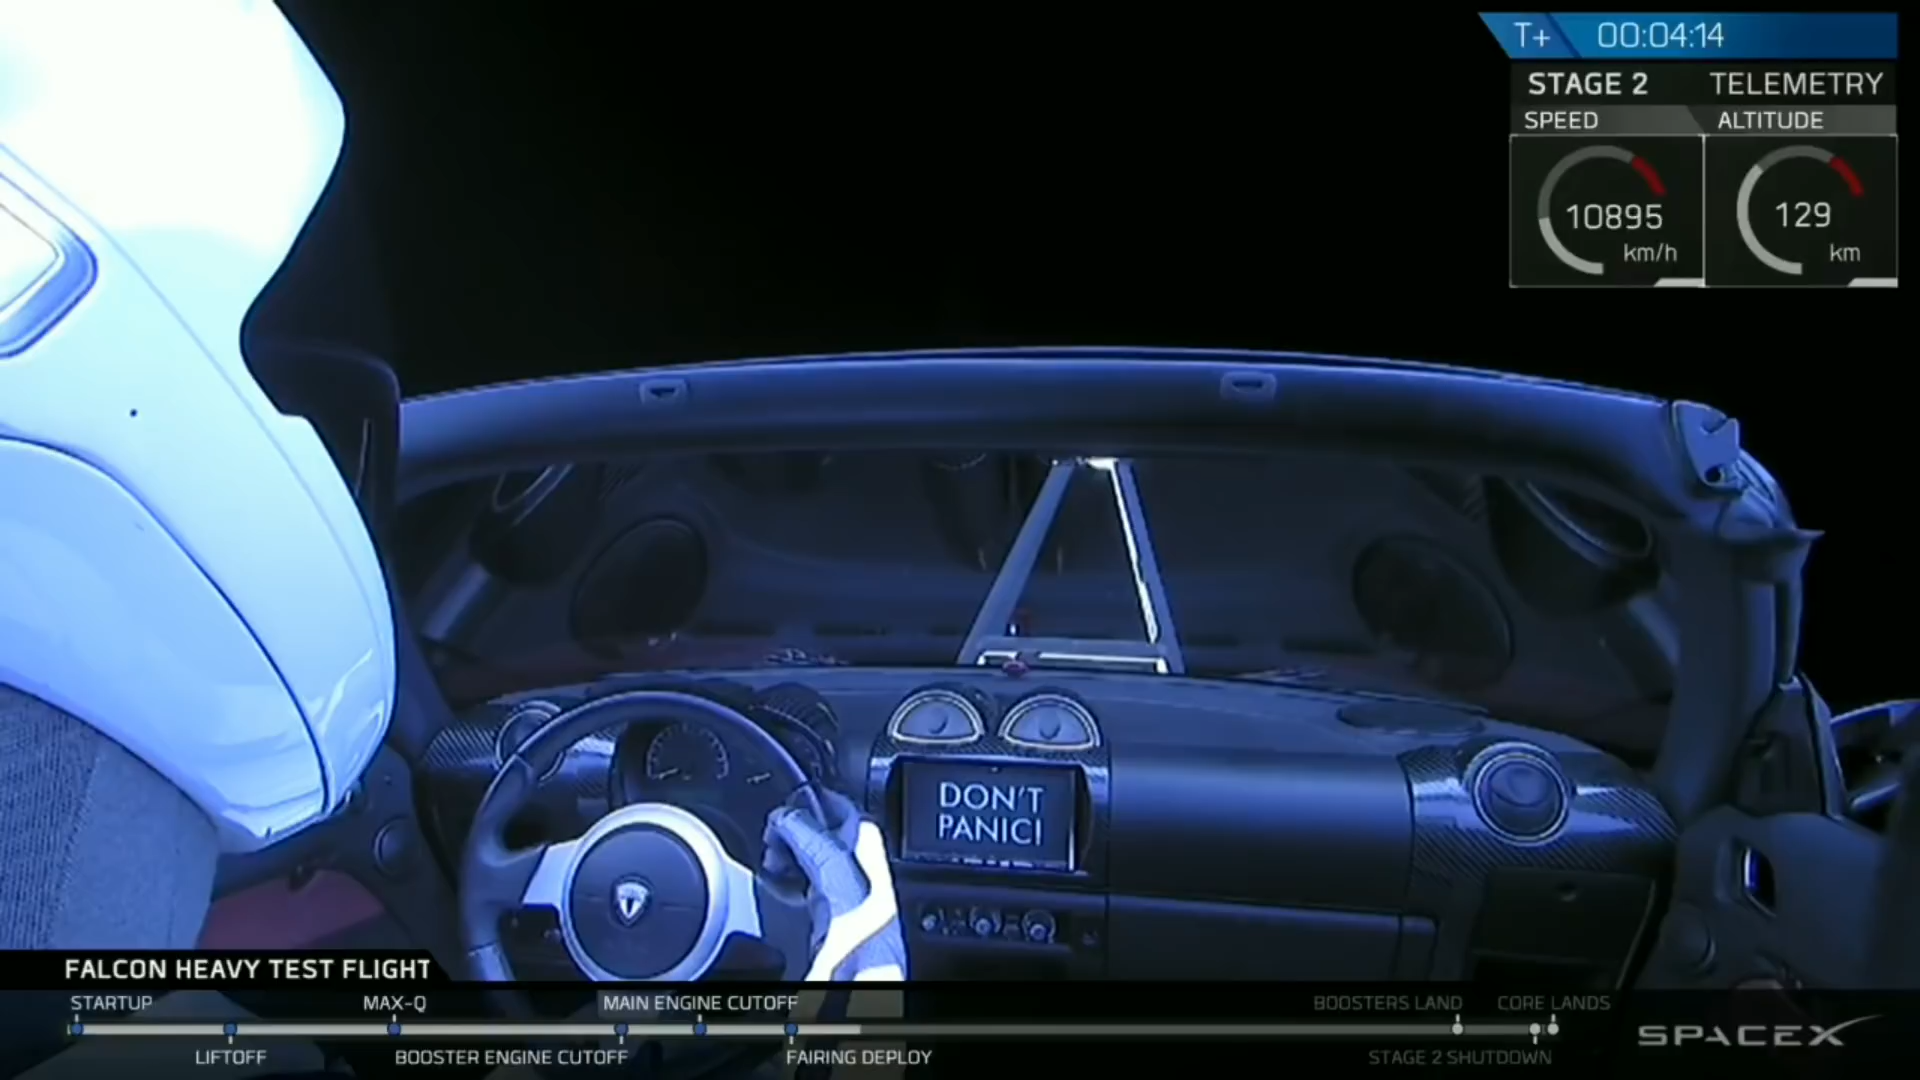 T+ 00:04:14
STAGE 2 TELEMETRY
SPEED ALTITUDE
10895 129
km/h km
DON'T
PANIC!
FALCON HEAVY TEST FLIGHT
STARTUP MAX-Q MAIN ENGINE CUTOFF BOOSTERS LAND CORE LANDS
LIFTOFF BOOSTER ENGINE CUTOFF FAIRING DEPLOY STAGE 2 SHUTDOWN
SPACEX